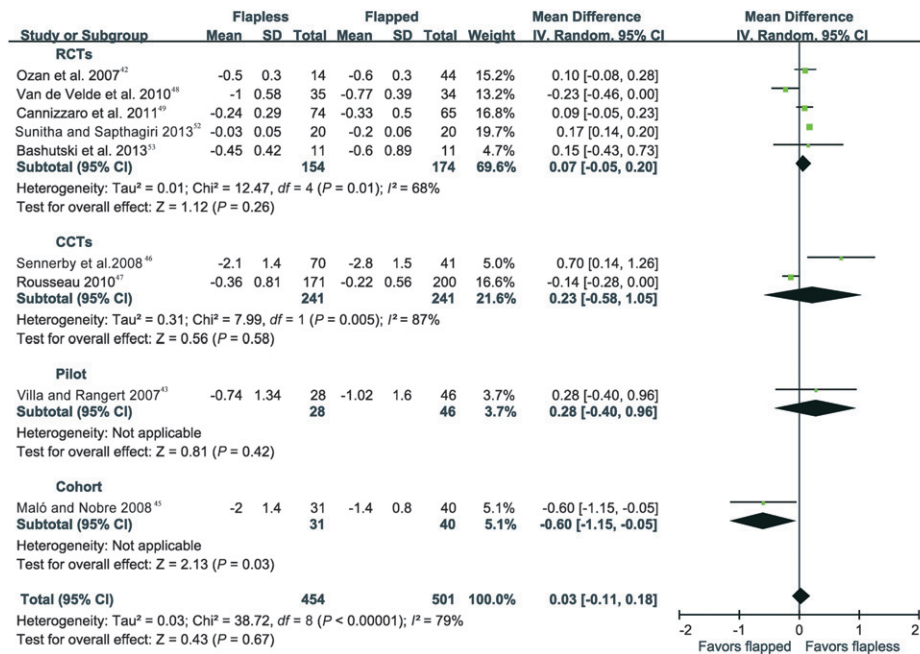 Flapless Flapped Mean Difference Mean Difference
Study or Subgroup Mean SD Total Mean SD Total Weight IV. Random. 95% CI IV. Random. 95% CI
RCTs
Ozan et al. 2007⁴² -0.5 0.3 14 -0.6 0.3 44 15.2% 0.10 [-0.08, 0.28]
Van de Velde et al. 2010⁴⁸ -1 0.58 35 -0.77 0.39 34 13.2% -0.23 [-0.46, 0.00]
Cannizzaro et al. 2011⁴⁹ -0.24 0.29 74 -0.33 0.5 65 16.8% 0.09 [-0.05, 0.23]
Sunitha and Sapthagiri 2013⁵² -0.03 0.05 20 -0.2 0.06 20 19.7% 0.17 [0.14, 0.20]
Bashutski et al. 2013⁵³ -0.45 0.42 11 -0.6 0.89 11 4.7% 0.15 [-0.43, 0.73]
Subtotal (95% CI) 154 174 69.6% 0.07 [-0.05, 0.20]
Heterogeneity: Tau² = 0.01; Chi² = 12.47, df = 4 (P = 0.01); I² = 68%
Test for overall effect: Z = 1.12 (P = 0.26)
CCTs
Sennerby et al.2008⁴⁶ -2.1 1.4 70 -2.8 1.5 41 5.0% 0.70 [0.14, 1.26]
Rousseau 2010⁴⁷ -0.36 0.81 171 -0.22 0.56 200 16.6% -0.14 [-0.28, 0.00]
Subtotal (95% CI) 241 241 21.6% 0.23 [-0.58, 1.05]
Heterogeneity: Tau² = 0.31; Chi² = 7.99, df = 1 (P = 0.005); I² = 87%
Test for overall effect: Z = 0.56 (P = 0.58)
Pilot
Villa and Rangert 2007⁴³ -0.74 1.34 28 -1.02 1.6 46 3.7% 0.28 [-0.40, 0.96]
Subtotal (95% CI) 28 46 3.7% 0.28 [-0.40, 0.96]
Heterogeneity: Not applicable
Test for overall effect: Z = 0.81 (P = 0.42)
Cohort
Maló and Nobre 2008⁴⁵ -2 1.4 31 -1.4 0.8 40 5.1% -0.60 [-1.15, -0.05]
Subtotal (95% CI) 31 40 5.1% -0.60 [-1.15, -0.05]
Heterogeneity: Not applicable
Test for overall effect: Z = 2.13 (P = 0.03)
Total (95% CI) 454 501 100.0% 0.03 [-0.11, 0.18]
Heterogeneity: Tau² = 0.03; Chi² = 38.72, df = 8 (P < 0.00001); I² = 79%
Test for overall effect: Z = 0.43 (P = 0.67)
-2 -1 0 1 2
Favors flapped Favors flapless